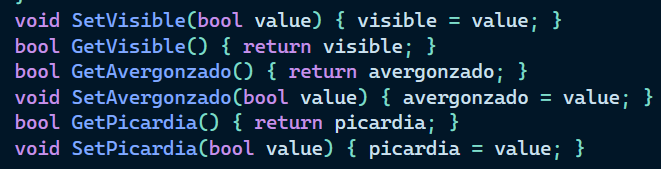 void SetVisible(bool value) { visible = value; }
bool GetVisible() { return visible; }
bool GetAvergonzado() { return avergonzado; }
void SetAvergonzado(bool value) { avergonzado = value; }
bool GetPicardia() { return picardia; }
void SetPicardia(bool value) { picardia = value; }